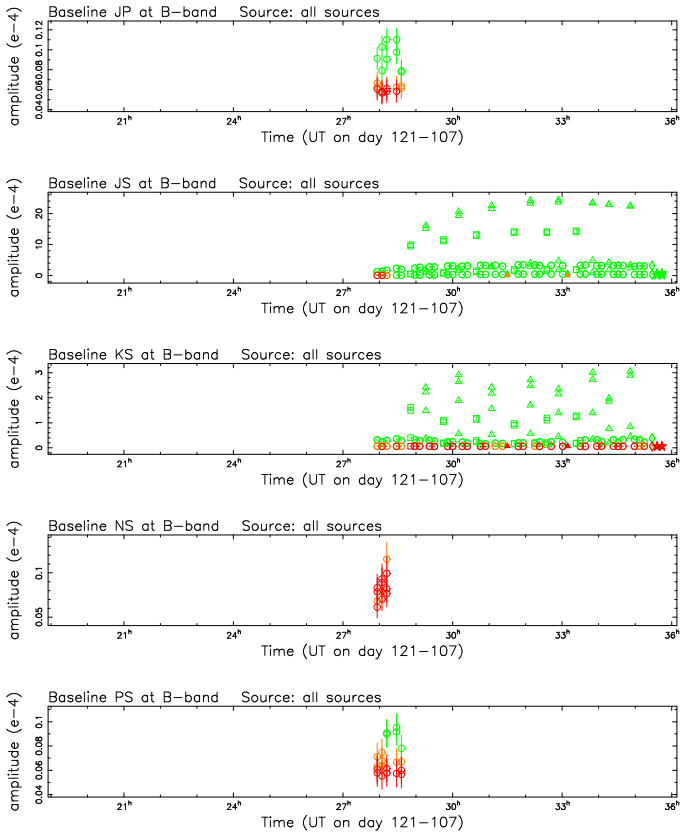 Baseline JP at B-band Source: all sources
amplitude (e-4)
0.04 0.06 0.08 0.1 0.12
21h 24h 27h 30h 33h 36h
Time (UT on day 121-107)
Baseline JS at B-band Source: all sources
amplitude (e-4)
0 10 20
21h 24h 27h 30h 33h 36h
Time (UT on day 121-107)
Baseline KS at B-band Source: all sources
amplitude (e-4)
0 1 2 3
21h 24h 27h 30h 33h 36h
Time (UT on day 121-107)
Baseline NS at B-band Source: all sources
amplitude (e-4)
0.05 0.1
21h 24h 27h 30h 33h 36h
Time (UT on day 121-107)
Baseline PS at B-band Source: all sources
amplitude (e-4)
0.04 0.06 0.08 0.1
21h 24h 27h 30h 33h 36h
Time (UT on day 121-107)